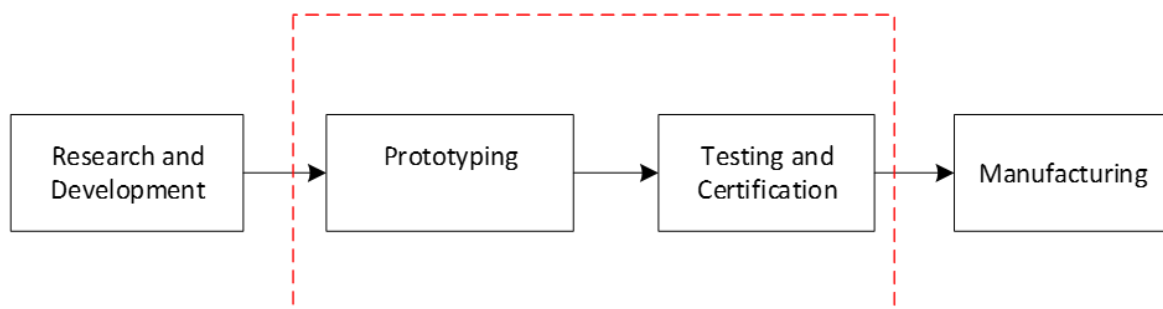 Research and
Development
Prototyping
Testing and
Certification
Manufacturing